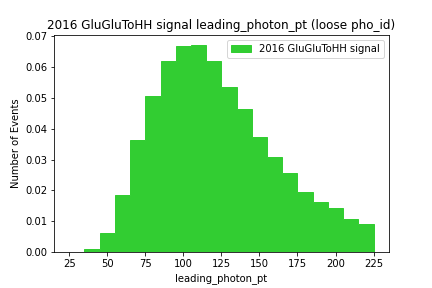 2016 GluGluToHH signal leading_photon_pt (loose pho_id)
2016 GluGluToHH signal
Number of Events
0.07
0.06
0.05
0.04
0.03
0.02
0.01
0.00
25 50 75 100 125 150 175 200 225
leading_photon_pt